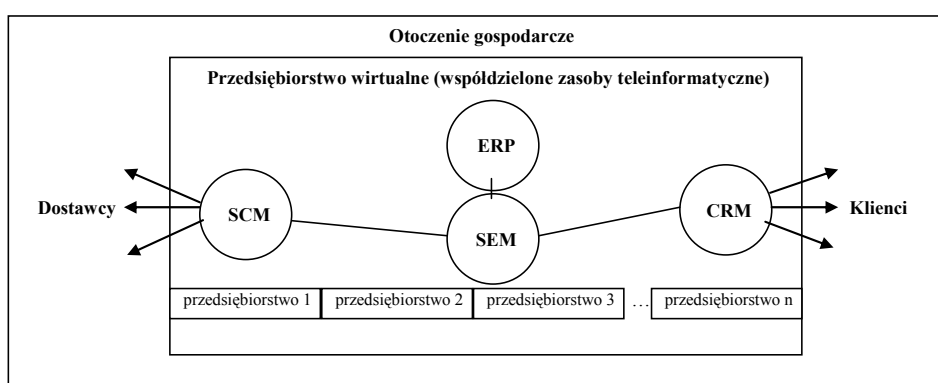 Otoczenie gospodarcze
Przedsiębiorstwo wirtualne (współdzielone zasoby teleinformatyczne)
ERP
Dostawcy
SCM
SEM
CRM
Klienci
przedsiębiorstwo 1
przedsiębiorstwo 2
przedsiębiorstwo 3
…
przedsiębiorstwo n